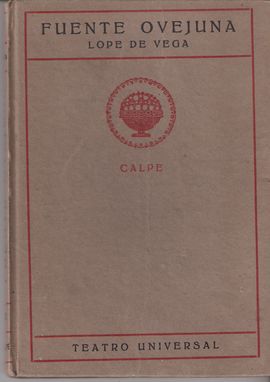 FUENTE OVEJUNA
LOPE DE VEGA
CALPE
TEATRO UNIVERSAL